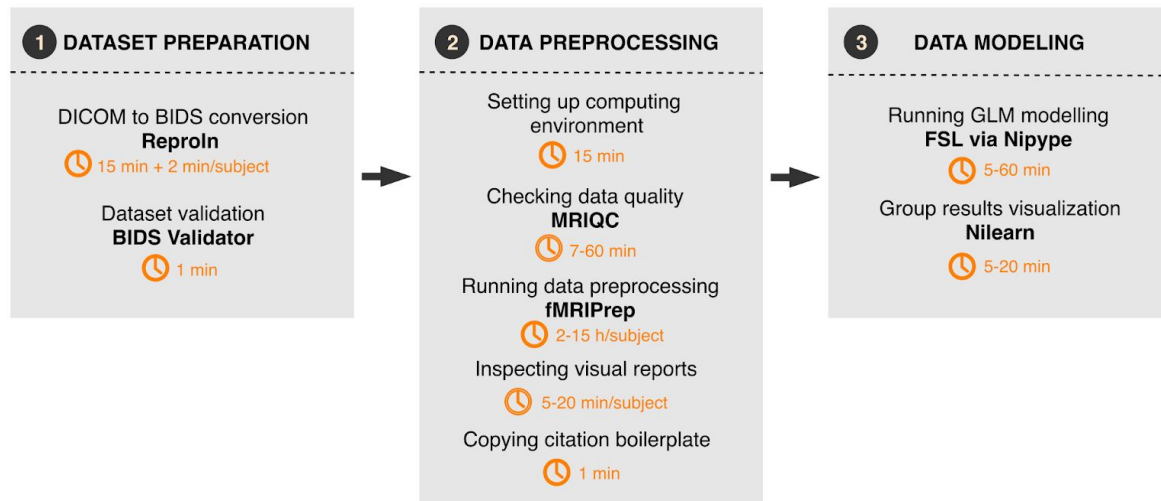 1 DATASET PREPARATION
DICOM to BIDS conversion
ReproIn
15 min + 2 min/subject
Dataset validation
BIDS Validator
1 min
2 DATA PREPROCESSING
Setting up computing
environment
15 min
Checking data quality
MRIQC
7-60 min
Running data preprocessing
fMRIPrep
2-15 h/subject
Inspecting visual reports
5-20 min/subject
Copying citation boilerplate
1 min
3 DATA MODELING
Running GLM modelling
FSL via Nipype
5-60 min
Group results visualization
Nilearn
5-20 min